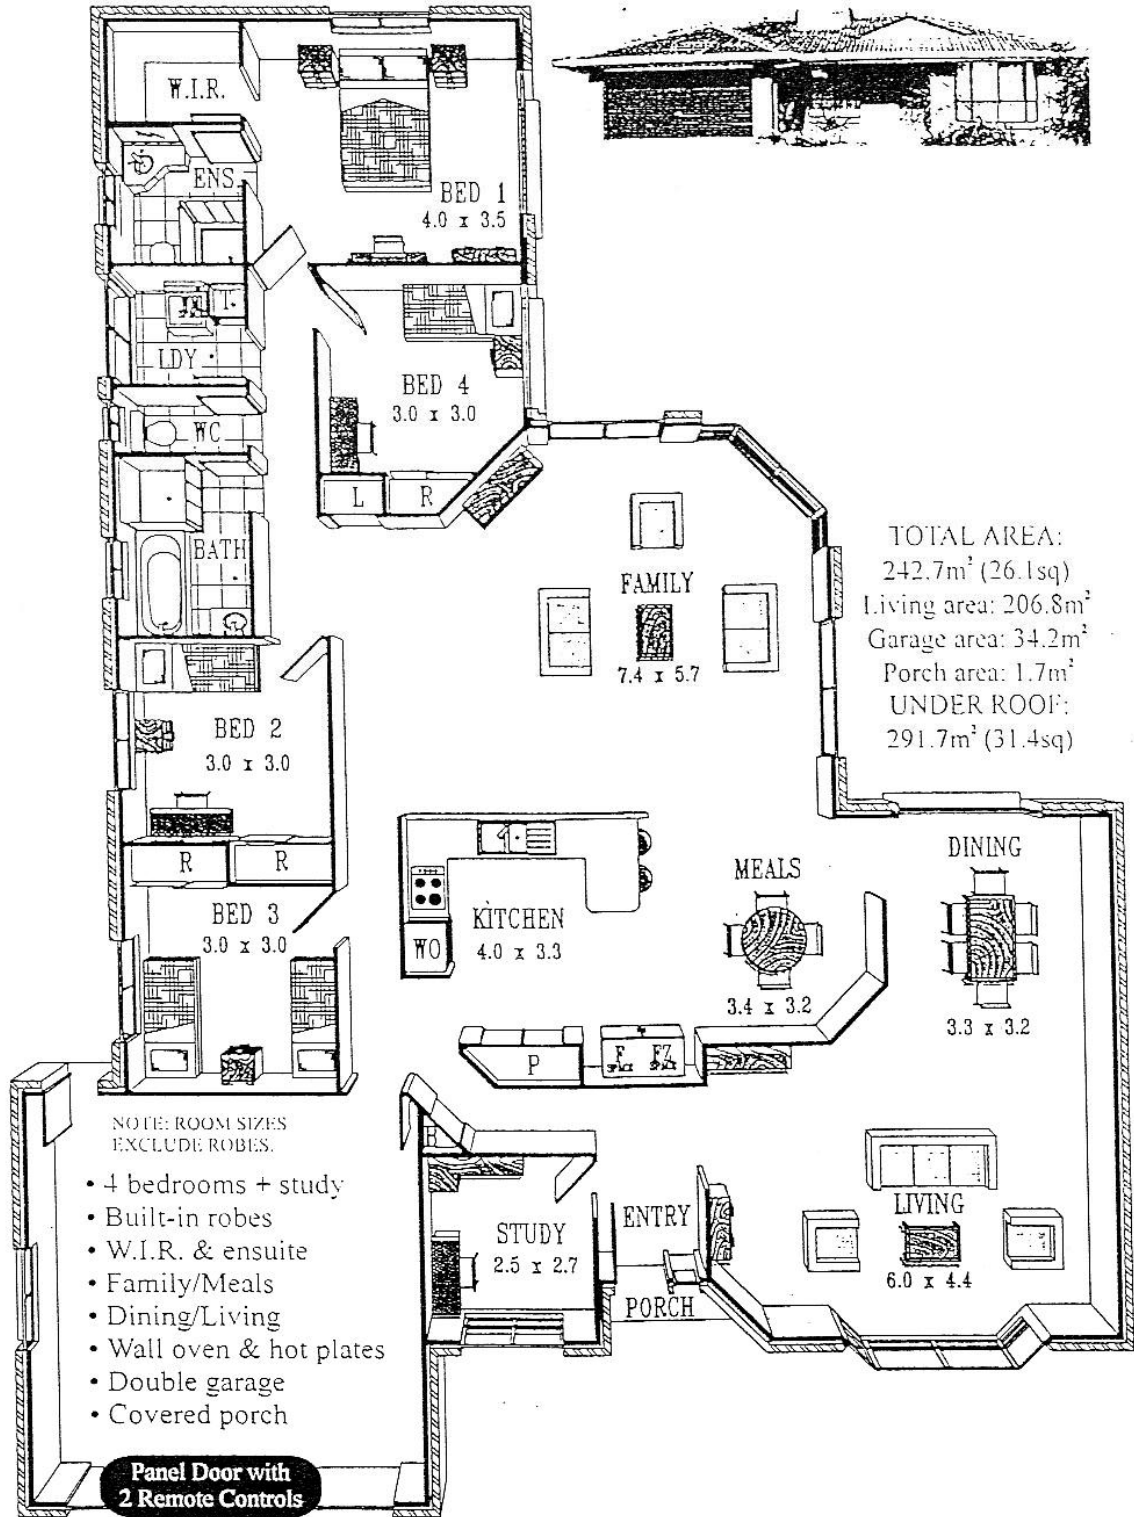 W.I.R.
ENS.
BED 1
4.0 x 3.5
LDY
T.
BED 4
3.0 x 3.0
WC
L
R
BATH
FAMILY
7.4 x 5.7
TOTAL AREA:
242.7m² (26.1sq)
Living area: 206.8m²
Garage area: 34.2m²
Porch area: 1.7m²
UNDER ROOF:
291.7m² (31.4sq)
BED 2
3.0 x 3.0
R
R
BED 3
3.0 x 3.0
KITCHEN
4.0 x 3.3
WO
MEALS
3.4 x 3.2
DINING
3.3 x 3.2
P
F SPACE
FZ SPACE
NOTE: ROOM SIZES
EXCLUDE ROBES.
• 4 bedrooms + study
• Built-in robes
• W.I.R. & ensuite
• Family/Meals
• Dining/Living
• Wall oven & hot plates
• Double garage
• Covered porch
B
STUDY
2.5 x 2.7
ENTRY
PORCH
LIVING
6.0 x 4.4
Panel Door with
2 Remote Controls